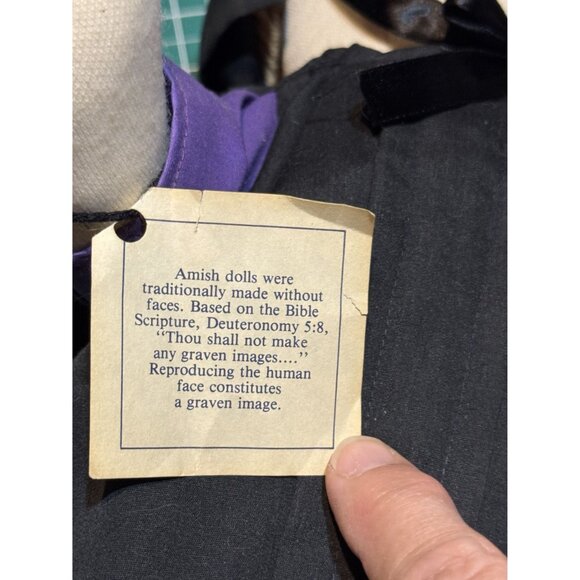 Amish dolls were
traditionally made without
faces. Based on the Bible
Scripture, Deuteronomy 5:8,
“Thou shall not make
any graven images....”
Reproducing the human
face constitutes
a graven image.